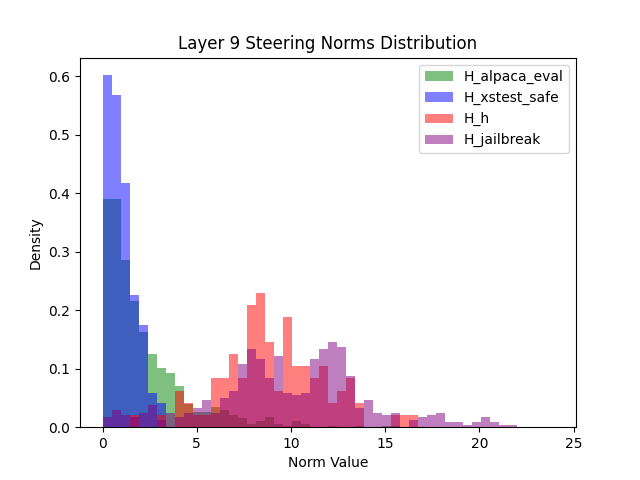 Layer 9 Steering Norms Distribution
H_alpaca_eval
H_xstest_safe
H_h
H_jailbreak
0.6
0.5
0.4
0.3
0.2
0.1
0.0
Density
0
5
10
15
20
25
Norm Value